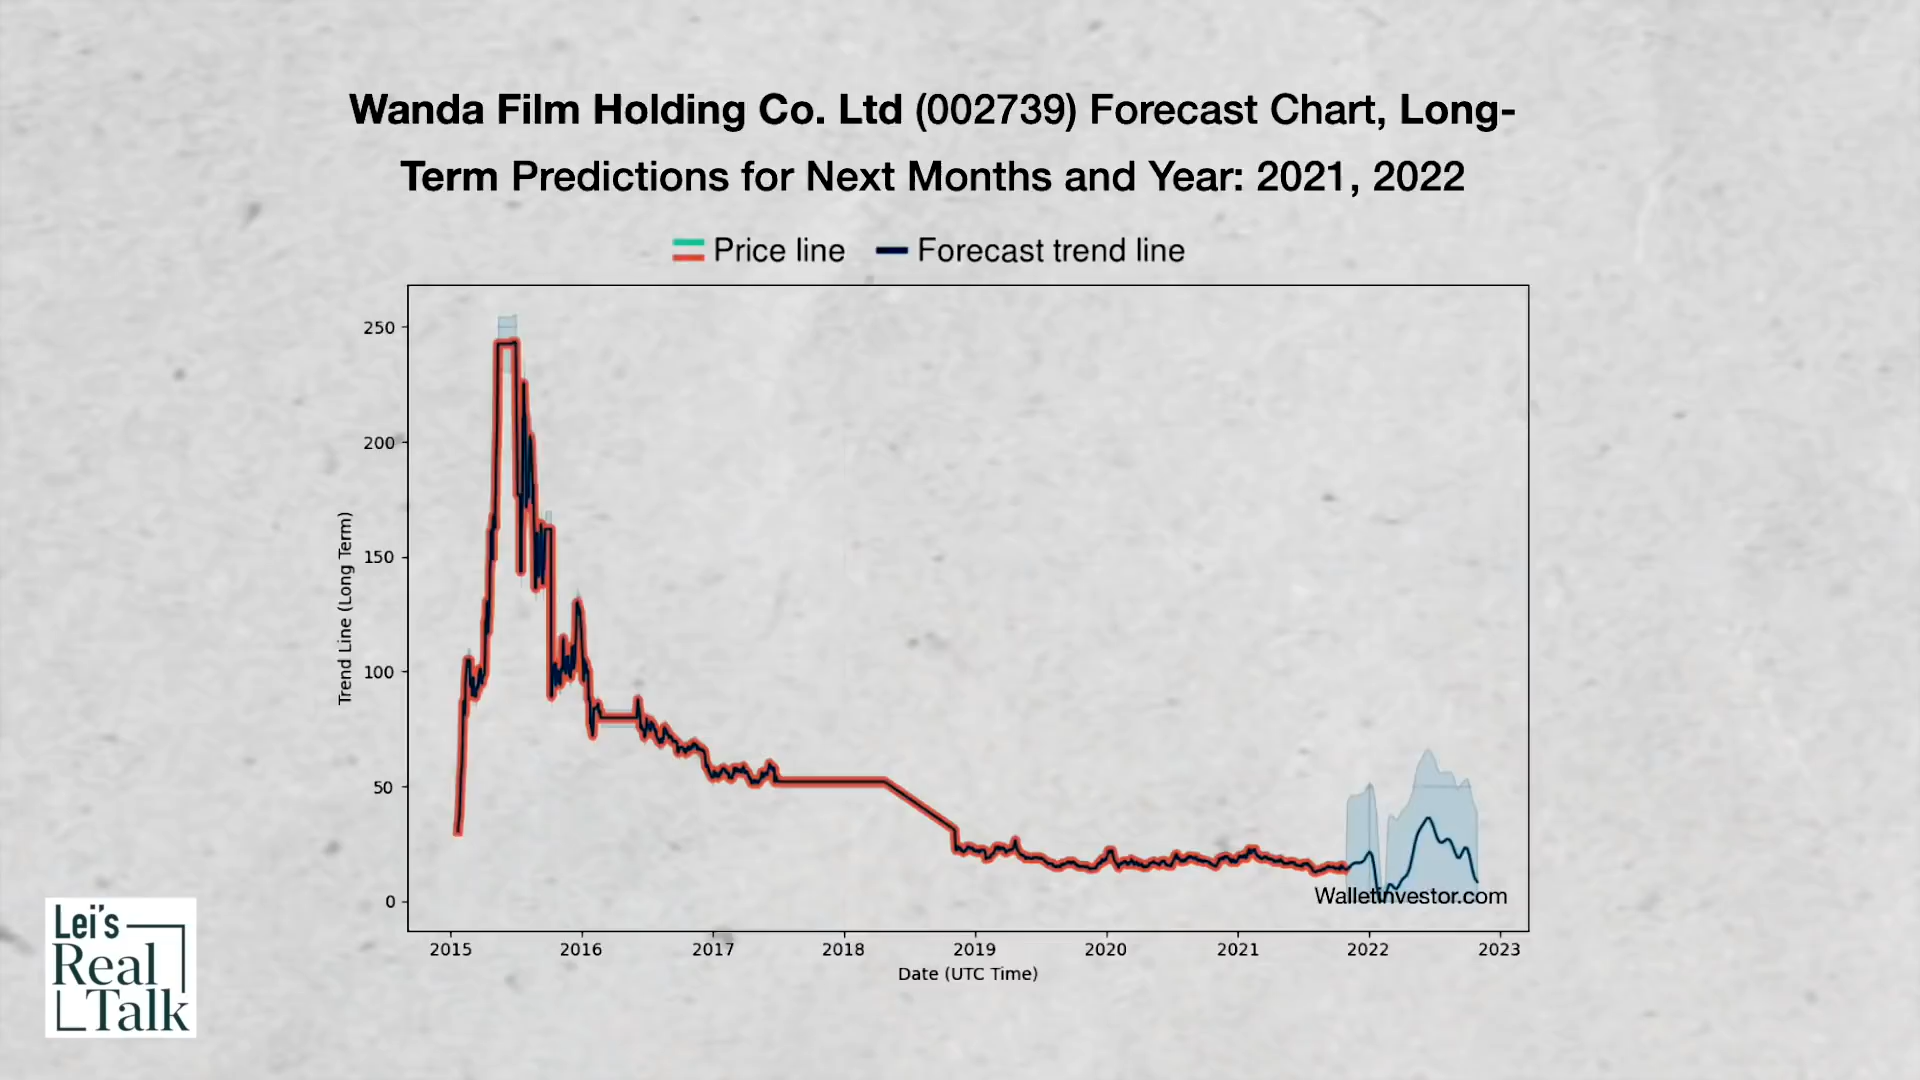 Wanda Film Holding Co. Ltd (002739) Forecast Chart, Long-
Term Predictions for Next Months and Year: 2021, 2022
Price line
Forecast trend line
250
200
150
100
50
0
Trend Line (Long Term)
Walletinvestor.com
2015
2016
2017
2018
2019
2020
2021
2022
2023
Date (UTC Time)
Lei's
Real
Talk